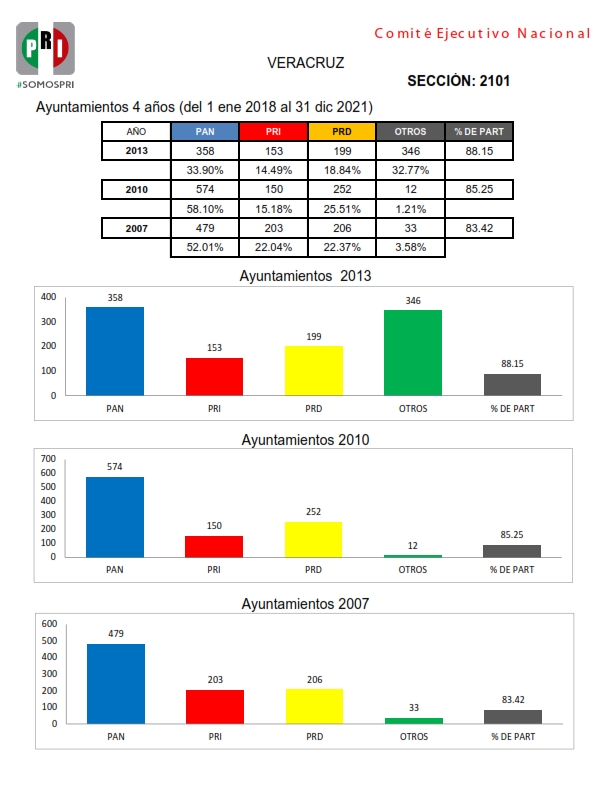 Comité Ejecutivo Nacional
PRI
#SOMOSPRI
VERACRUZ
SECCIÓN: 2101
Ayuntamientos 4 años (del 1 ene 2018 al 31 dic 2021)
AÑO PAN PRI PRD OTROS % DE PART
2013 358 153 199 346 88.15
33.90% 14.49% 18.84% 32.77%
2010 574 150 252 12 85.25
58.10% 15.18% 25.51% 1.21%
2007 479 203 206 33 83.42
52.01% 22.04% 22.37% 3.58%
Ayuntamientos 2013
400
300
200
100
0
358 153 199 346 88.15
PAN PRI PRD OTROS % DE PART
Ayuntamientos 2010
700
600
500
400
300
200
100
0
574 150 252 12 85.25
PAN PRI PRD OTROS % DE PART
Ayuntamientos 2007
600
500
400
300
200
100
0
479 203 206 33 83.42
PAN PRI PRD OTROS % DE PART